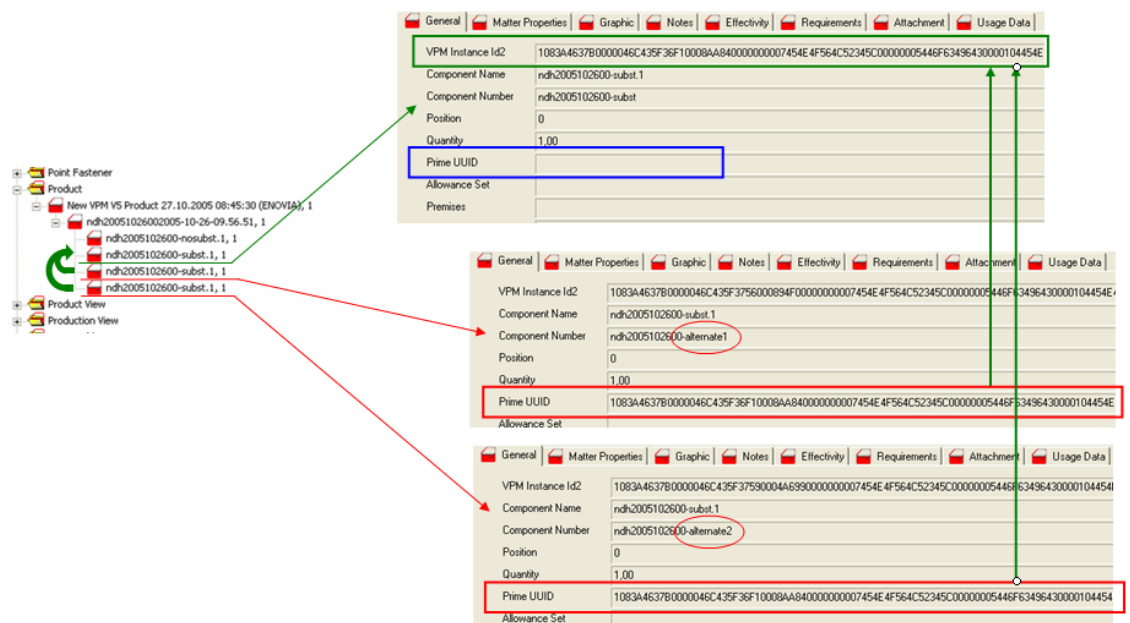 General Matter Properties Graphic Notes Effectivity Requirements Attachment Usage Data
VPM Instance Id2 1083A4637B0000046C435F36F10008AA840000000007454E4F564C52345C00000005446F63496430000104454E
Component Name ndh2005102600-subst.1
Component Number ndh2005102600-subst
Position 0
Quantity 1,00
Prime UUID
Allowance Set
Premises
Point Fastener
Product
New VPM V5 Product 27.10.2005 08:45:30 (ENOVIA), 1
ndh20051026002005-10-26-09.56.51, 1
ndh2005102600-nosubst.1, 1
ndh2005102600-subst.1, 1
ndh2005102600-subst.1, 1
ndh2005102600-subst.1, 1
Product View
Production View
General Matter Properties Graphic Notes Effectivity Requirements Attachment Usage Data
VPM Instance Id2 1083A4637B0000046C435F3756000894F00000000007454E4F564C52345C00000005446F63496430000104454E
Component Name ndh2005102600-subst.1
Component Number ndh2005102600-alternate1
Position 0
Quantity 1,00
Prime UUID 1083A4637B0000046C435F36F10008AA840000000007454E4F564C52345C00000005446F63496430000104454E
Allowance Set
General Matter Properties Graphic Notes Effectivity Requirements Attachment Usage Data
VPM Instance Id2 1083A4637B0000046C435F37590004A6990000000007454E4F564C52345C00000005446F63496430000104454
Component Name ndh2005102600-subst.1
Component Number ndh2005102600-alternate2
Position 0
Quantity 1,00
Prime UUID 1083A4637B0000046C435F36F10008AA840000000007454E4F564C52345C00000005446F63496430000104454
Allowance Set